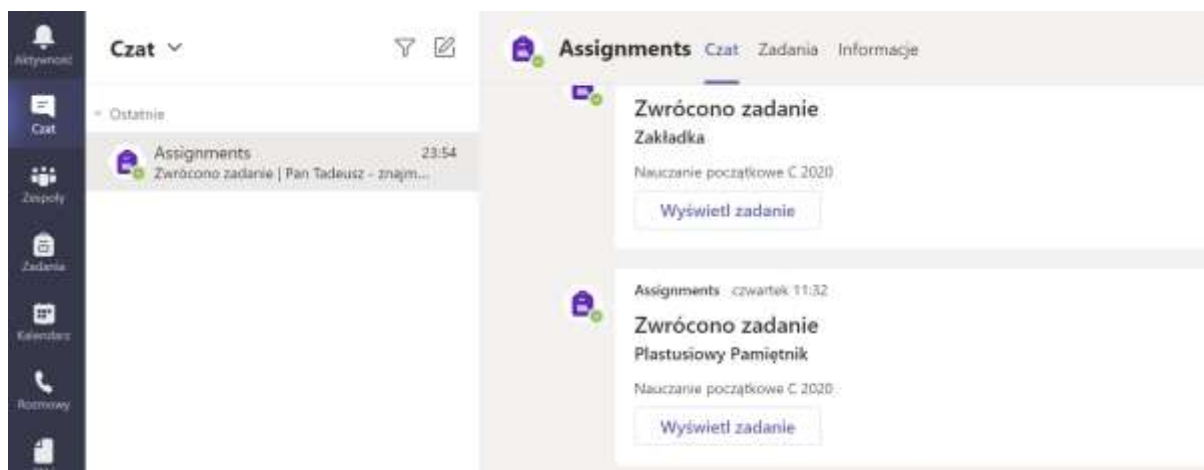 Aktywność
Czat
Zespoły
Zadania
Kalendarz
Rozmowy
Czat
Ostatnie
Assignments 23:54
Zwrócono zadanie | Pan Tadeusz - znajm...
Assignments Czat Zadania Informacje
Zwrócono zadanie
Zakładka
Nauczanie początkowe C 2020
Wyświetl zadanie
Assignments czwartek 11:32
Zwrócono zadanie
Plastusiowy Pamiętnik
Nauczanie początkowe C 2020
Wyświetl zadanie